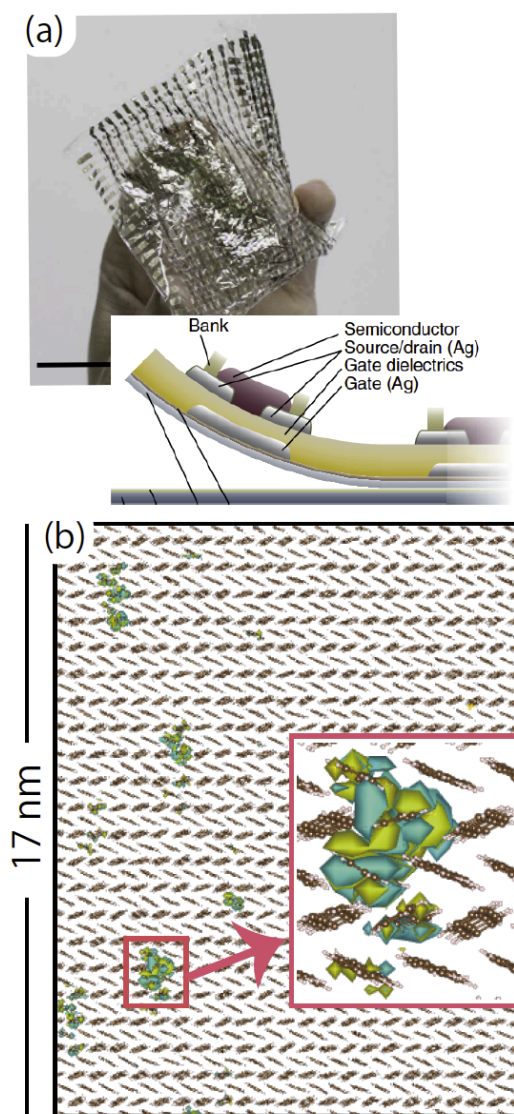 (a)
Bank
Semiconductor
Source/drain (Ag)
Gate dielectrics
Gate (Ag)
(b)
17 nm